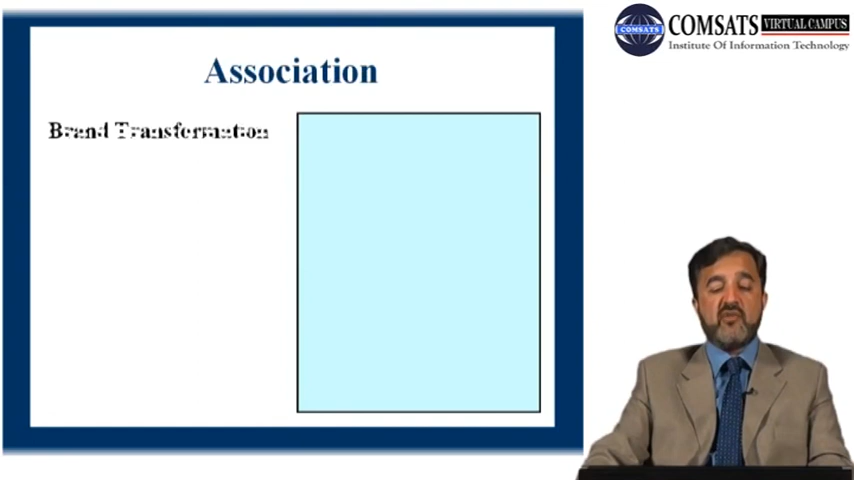 COMSATS VIRTUAL CAMPUS
COMSATS
Institute Of Information Technology
Association
Brand Transformation